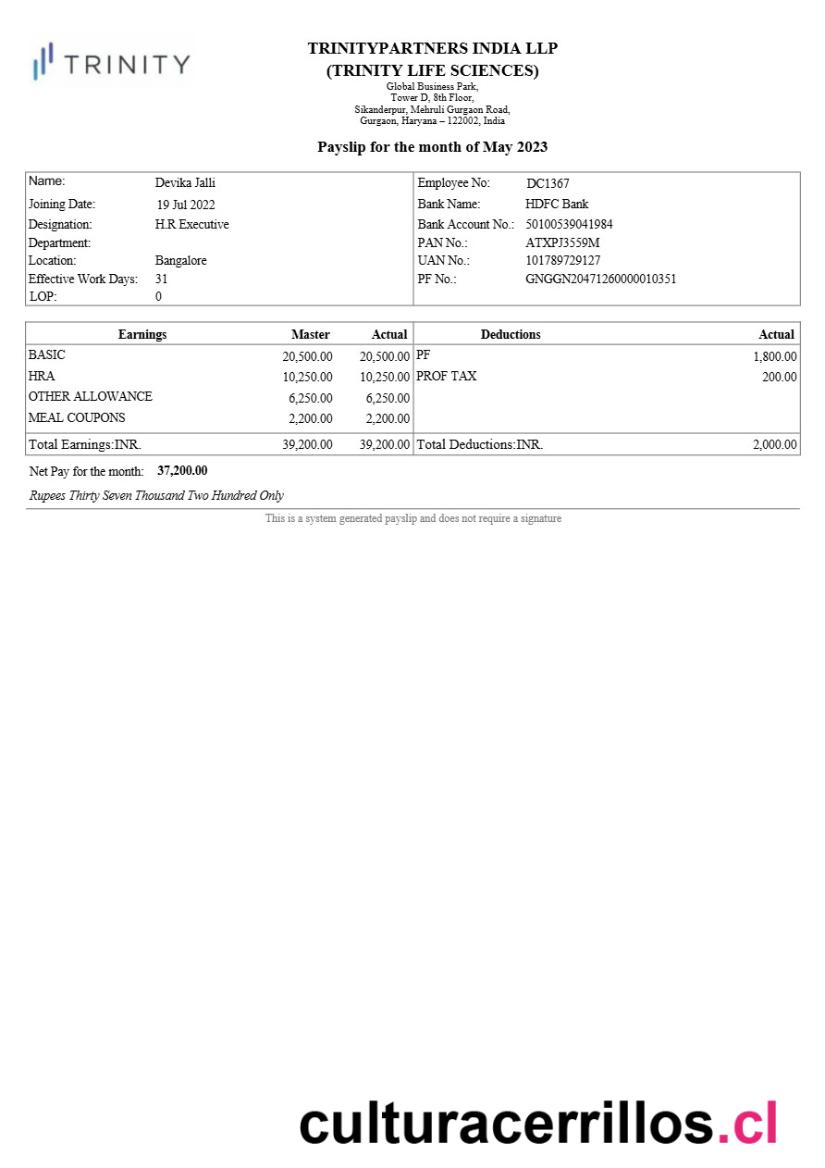 TRINITY
TRINITYPARTNERS INDIA LLP
(TRINITY LIFE SCIENCES)
Global Business Park,
Tower D, 8th Floor,
Sikanderpur, Mehruli Gurgaon Road,
Gurgaon, Haryana – 122002, India
Payslip for the month of May 2023
Name: Devika Jalli Employee No: DC1367
Joining Date: 19 Jul 2022 Bank Name: HDFC Bank
Designation: H.R Executive Bank Account No.: 50100539041984
Department: PAN No.: ATXPJ3559M
Location: Bangalore UAN No.: 101789729127
Effective Work Days: 31 PF No.: GNGGN20471260000010351
LOP: 0
Earnings Master Actual Deductions Actual
BASIC 20,500.00 20,500.00 PF 1,800.00
HRA 10,250.00 10,250.00 PROF TAX 200.00
OTHER ALLOWANCE 6,250.00 6,250.00
MEAL COUPONS 2,200.00 2,200.00
Total Earnings:INR. 39,200.00 39,200.00 Total Deductions:INR. 2,000.00
Net Pay for the month: 37,200.00
Rupees Thirty Seven Thousand Two Hundred Only
This is a system generated payslip and does not require a signature
culturacerrillos.cl